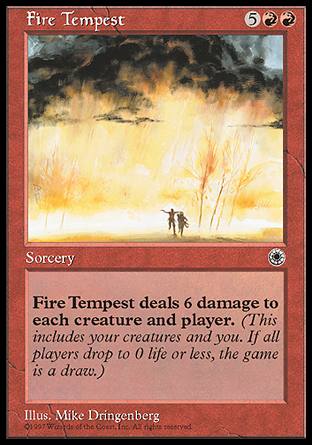 Fire Tempest 5
Sorcery
Fire Tempest deals 6 damage to
each creature and player. (This
includes your creatures and you. If all
players drop to 0 life or less, the game
is a draw.)
Illus. Mike Dringenberg
©1997 Wizards of the Coast, Inc. All rights reserved.